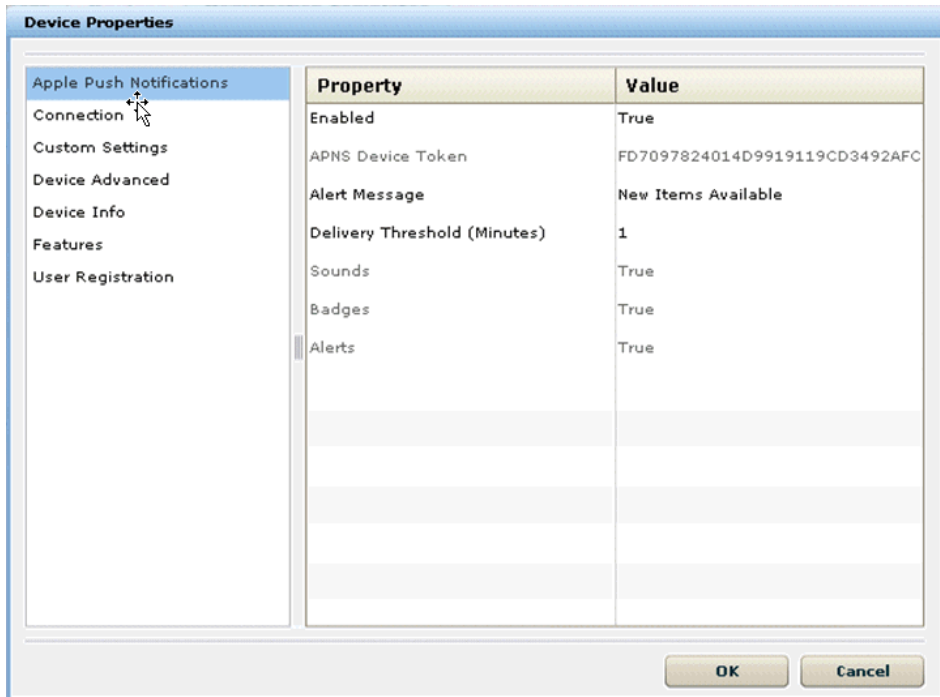 Device Properties
Apple Push Notifications
Connection
Custom Settings
Device Advanced
Device Info
Features
User Registration
Property Value
Enabled True
APNS Device Token FD7097824014D9919119CD3492AFC
Alert Message New Items Available
Delivery Threshold (Minutes) 1
Sounds True
Badges True
Alerts True
OK Cancel